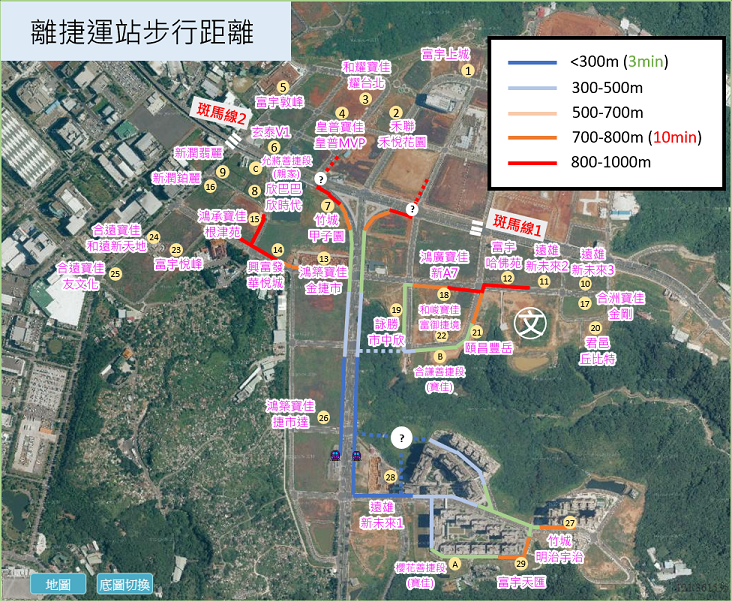 離捷運站步行距離
<300m (3min)
300-500m
500-700m
700-800m (10min)
800-1000m
富宇上城
1
和耀寶佳
耀台北
3
5
富宇敦峰
斑馬線2
4
皇普寶佳
皇普MVP
2
禾聯
禾悅花園
玄泰V1
6
新潤翡麗
9
C
允將善捷段
(親家)
新潤鉑麗
16
8
欣巴巴
欣時代
?
7
竹城
甲子園
?
斑馬線1
鴻承寶佳
根津苑
15
合遠寶佳
和遠新天地
24
23
富宇悅峰
合遠寶佳
友文化
25
14
興富發
華悅城
13
鴻築寶佳
金捷市
鴻廣寶佳
新A7
18
富宇
哈佛苑
12
遠雄
新未來2
11
遠雄
新未來3
10
17
合洲寶佳
金剛
20
君邑
丘比特
19
詠勝
市中欣
和峻寶佳
富御捷境
22
21
頤昌豐岳
文
B
合謙善捷段
(寶佳)
鴻築寶佳
捷市達
26
?
28
遠雄
新未來1
27
竹城
明治宇治
櫻花善捷段
(寶佳)
A
29
富宇天匯
地圖
底圖切換